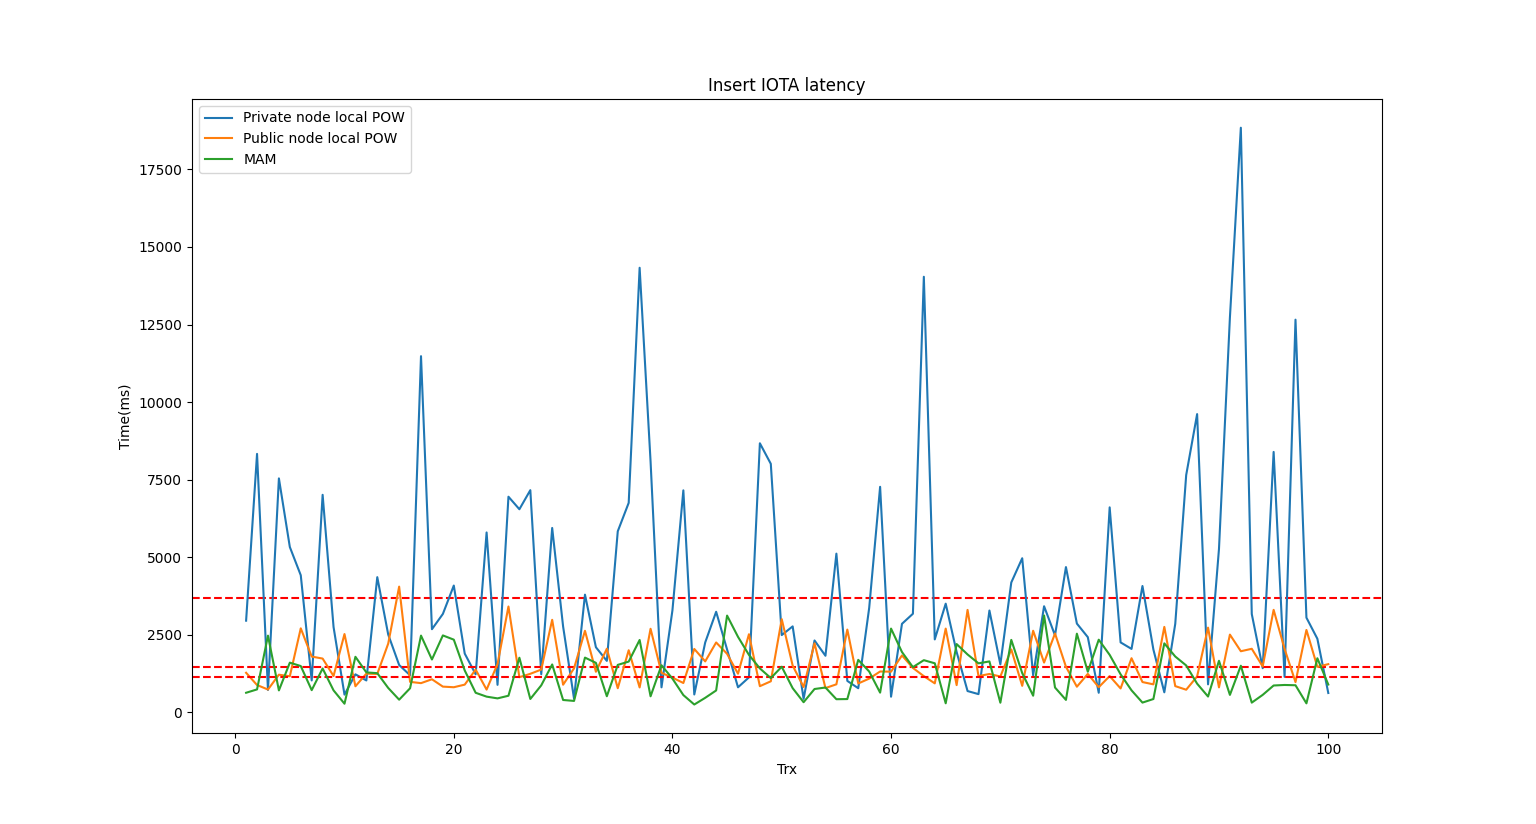 Insert IOTA latency
Private node local POW
Public node local POW
MAM
17500
15000
12500
10000
7500
5000
2500
0
Time(ms)
0 20 40 60 80 100
Trx